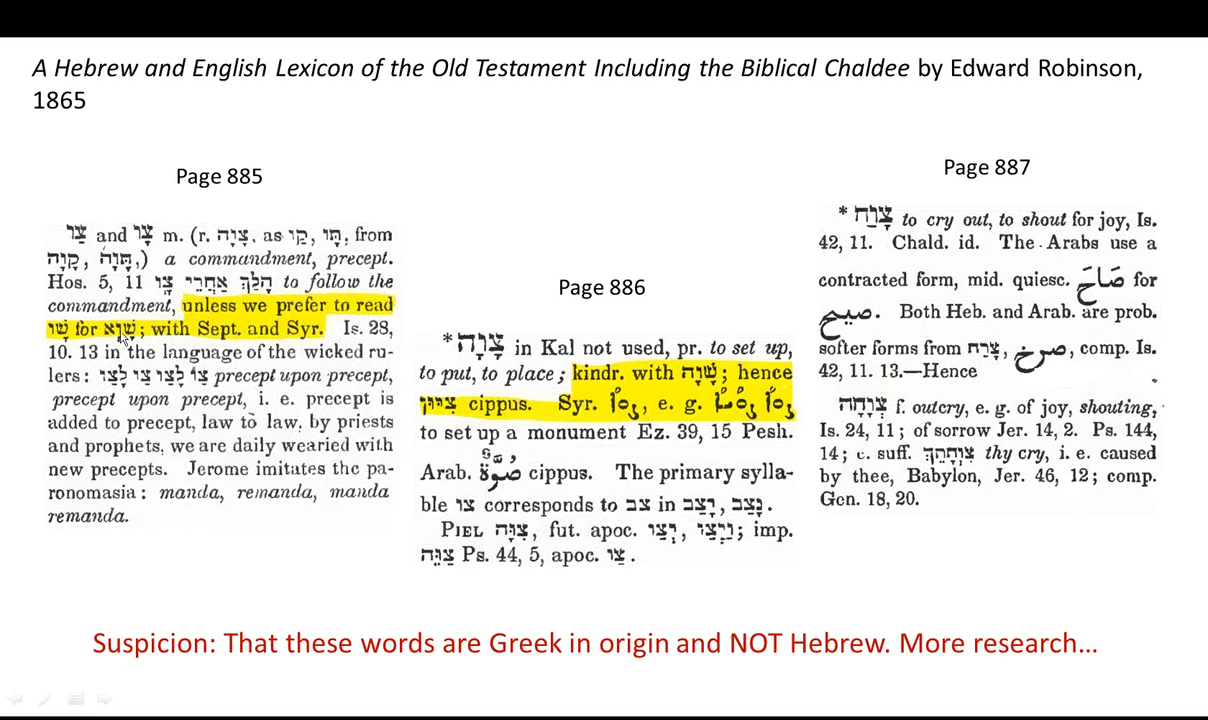 A Hebrew and English Lexicon of the Old Testament Including the Biblical Chaldee by Edward Robinson,
1865
Page 885
צַו and צָו m. (r. צָוָה, as קַו, תָּו, from
קָוָה, תָּוָה,) a commandment, precept.
Hos. 5, 11 הָלַךְ אַחֲרֵי צָו to follow the
commandment, unless we prefer to read
שָׁו for שָׁוְא; with Sept. and Syr. Is. 28,
10. 13 in the language of the wicked ru-
lers: צַו לָצָו צַו לָצָו precept upon precept,
precept upon precept, i. e. precept is
added to precept, law to law, by priests
and prophets, we are daily wearied with
new precepts. Jerome imitates the pa-
ronomasia: manda, remanda, manda
remanda.
Page 886
* צָוָה in Kal not used, pr. to set up,
to put, to place; kindr. with שָׁוָה; hence
צִיּוּן cippus. Syr. e. g.
to set up a monument Ez. 39, 15 Pesh.
Arab. صُوَّة cippus. The primary sylla-
ble צו corresponds to צב in נָצַב, יָצַב.
PIEL צִוָּה, fut. apoc. יְצַו, וַיְצַו; imp.
צַוֵּה Ps. 44, 5, apoc. צַו.
Page 887
* צָוַח to cry out, to shout for joy, Is.
42, 11. Chald. id. The Arabs use a
contracted form, mid. quiesc. صَاحَ for
صيح. Both Heb. and Arab. are prob.
softer forms from צָרַח, صرخ, comp. Is.
42, 11. 13.—Hence
צְוָחָה f. outcry, e. g. of joy, shouting,
Is. 24, 11; of sorrow Jer. 14, 2. Ps. 144,
14; c. suff. צִוְחָתֵךְ thy cry, i. e. caused
by thee, Babylon, Jer. 46, 12; comp.
Gen. 18, 20.
Suspicion: That these words are Greek in origin and NOT Hebrew. More research...